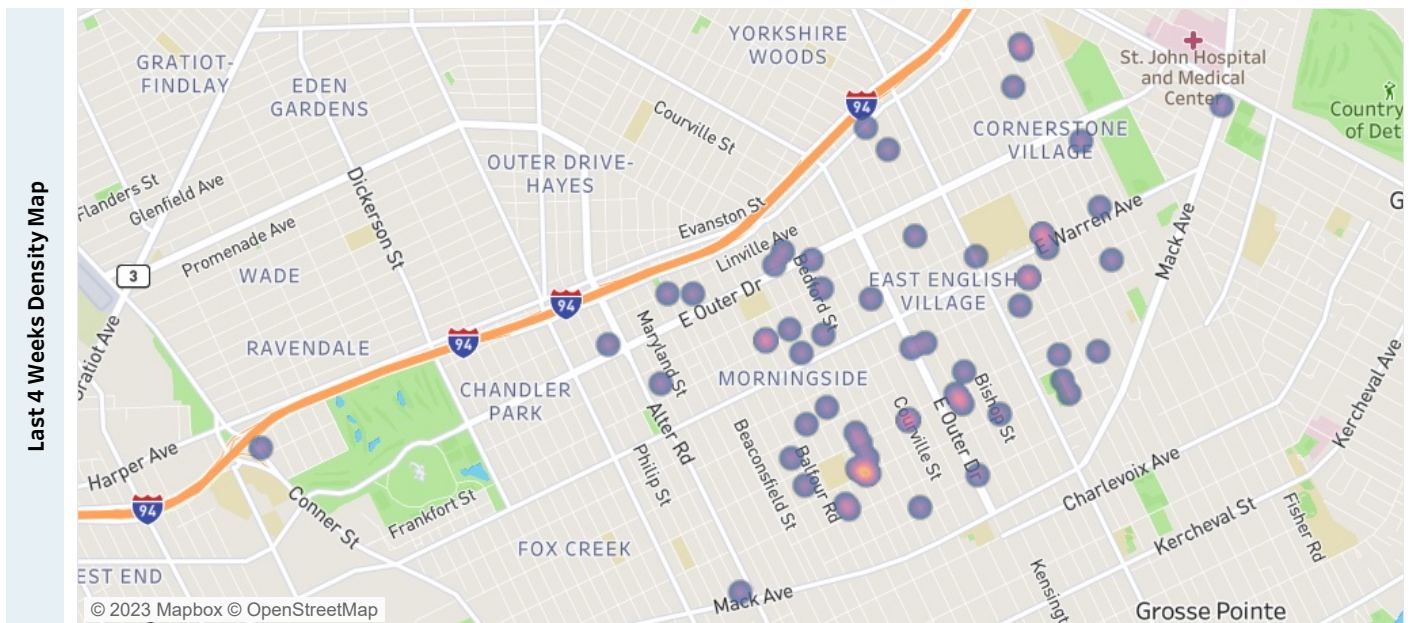 Last 4 Weeks Density Map
YORKSHIRE
WOODS
GRATIOT-
FINDLAY
EDEN
GARDENS
St. John Hospital
and Medical
Center
Country
of Det
94
Courville St
CORNERSTONE
VILLAGE
OUTER DRIVE-
HAYES
Flanders St
Glenfield Ave
Dickerson St
Evanston St
Promenade Ave
Linville Ave
E Warren Ave
Mack Ave
G
3
WADE
Bedford St
E Outer Dr
EAST ENGLISH
VILLAGE
94
Maryland St
94
RAVENDALE
MORNINGSIDE
CHANDLER
PARK
Bishop St
Kercheval Ave
Alter Rd
Courville St
E Outer Dr
Beaconsfield St
Balfour Rd
Harper Ave
Philip St
Charlevoix Ave
94
Conner St
Frankfort St
Kercheval St
Fisher Rd
FOX CREEK
EST END
Kensingt
Mack Ave
Grosse Pointe
© 2023 Mapbox © OpenStreetMap